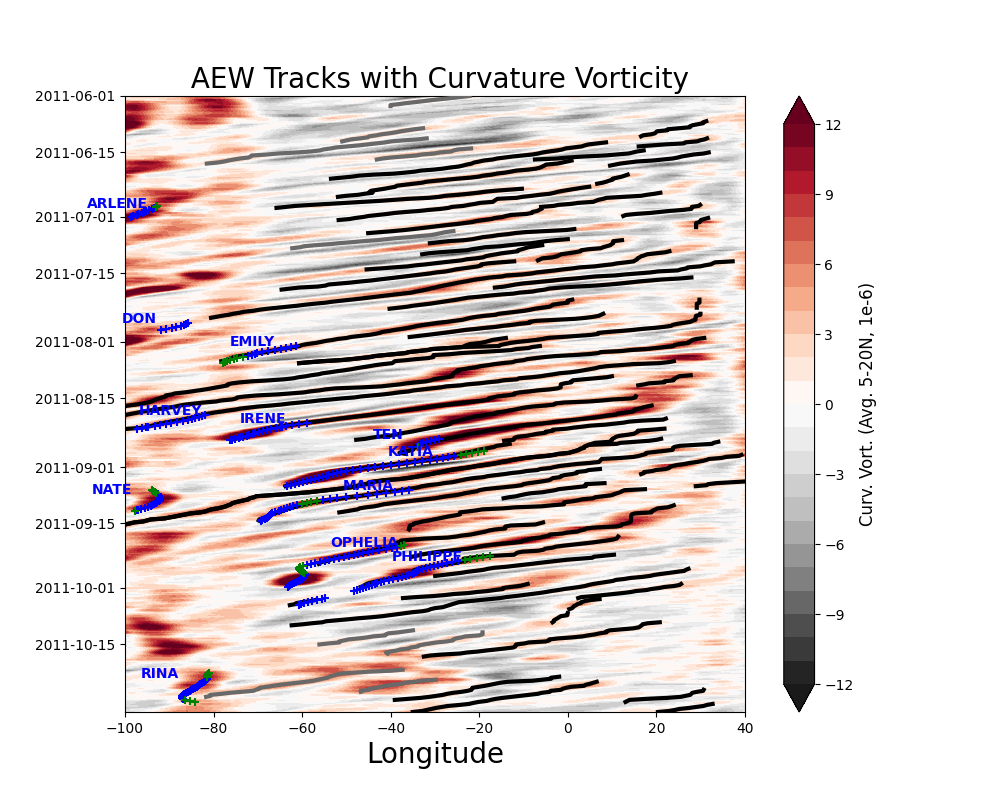 AEW Tracks with Curvature Vorticity
2011-06-01
2011-06-15
2011-07-01
2011-07-15
2011-08-01
2011-08-15
2011-09-01
2011-09-15
2011-10-01
2011-10-15
ARLENE
DON
EMILY
HARVEY
IRENE
TEN
KATIA
NATE
MARIA
OPHELIA
PHILIPPE
RINA
−100 −80 −60 −40 −20 0 20 40
Longitude
12
9
6
3
0
−3
−6
−9
−12
Curv. Vort. (Avg. 5-20N, 1e-6)